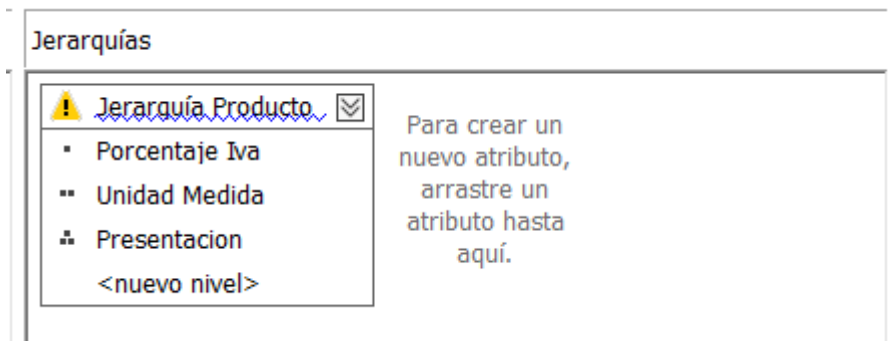 Jerarquías
Jerarquía Producto
Porcentaje Iva
Unidad Medida
Presentacion
<nuevo nivel>
Para crear un
nuevo atributo,
arrastre un
atributo hasta
aquí.